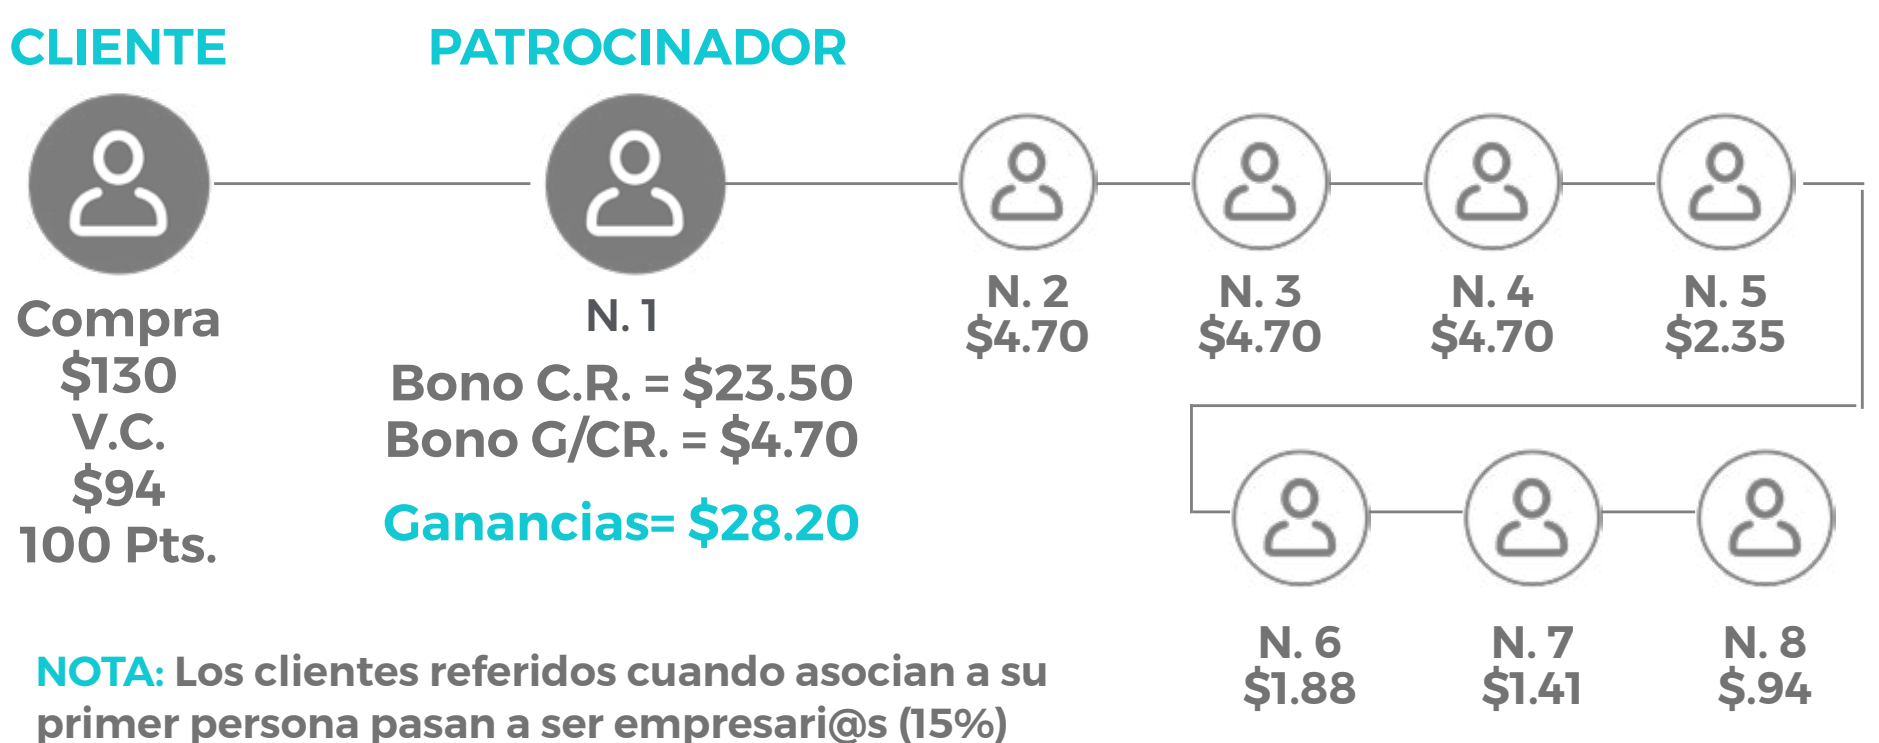 CLIENTE
PATROCINADOR
Compra
$130
V.C.
$94
100 Pts.
N. 1
Bono C.R. = $23.50
Bono G/CR. = $4.70
Ganancias= $28.20
N. 2
$4.70
N. 3
$4.70
N. 4
$4.70
N. 5
$2.35
N. 6
$1.88
N. 7
$1.41
N. 8
$.94
NOTA: Los clientes referidos cuando asocian a su
primer persona pasan a ser empresari@s (15%)